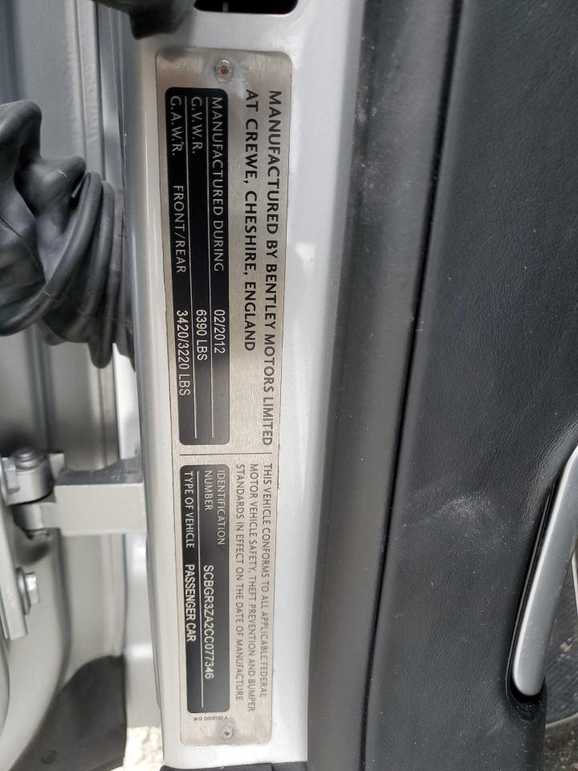 MANUFACTURED BY BENTLEY MOTORS LIMITED
AT CREWE, CHESHIRE, ENGLAND
MANUFACTURED DURING 02/2012
G.V.W.R. 6390 LBS
G.A.W.R. FRONT/REAR 3420/3220 LBS
THIS VEHICLE CONFORMS TO ALL APPLICABLE FEDERAL
MOTOR VEHICLE SAFETY, THEFT PREVENTION AND BUMPER
STANDARDS IN EFFECT ON THE DATE OF MANUFACTURE
IDENTIFICATION
NUMBER SCBGR3ZA2CC077346
TYPE OF VEHICLE PASSENGER CAR